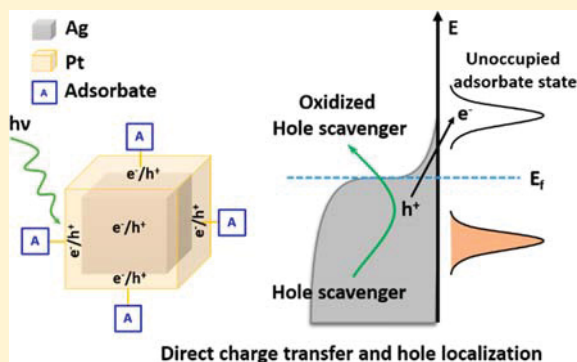 Ag
Pt
A Adsorbate
hν
A
e⁻/h⁺
A
e⁻/h⁺
e⁻/h⁺
e⁻/h⁺
A
e⁻/h⁺
A
E
Unoccupied
adsorbate state
Oxidized
Hole scavenger
e⁻
E_f
h⁺
Hole scavenger
Direct charge transfer and hole localization